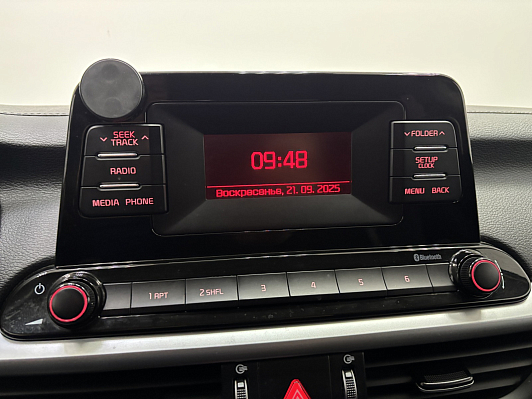 SEEK
TRACK
RADIO
MEDIA PHONE
09:48
Воскресенье, 21. 09. 2025
FOLDER
SETUP
CLOCK
MENU BACK
Bluetooth
1 APT
2 SHFL
3
4
5
6